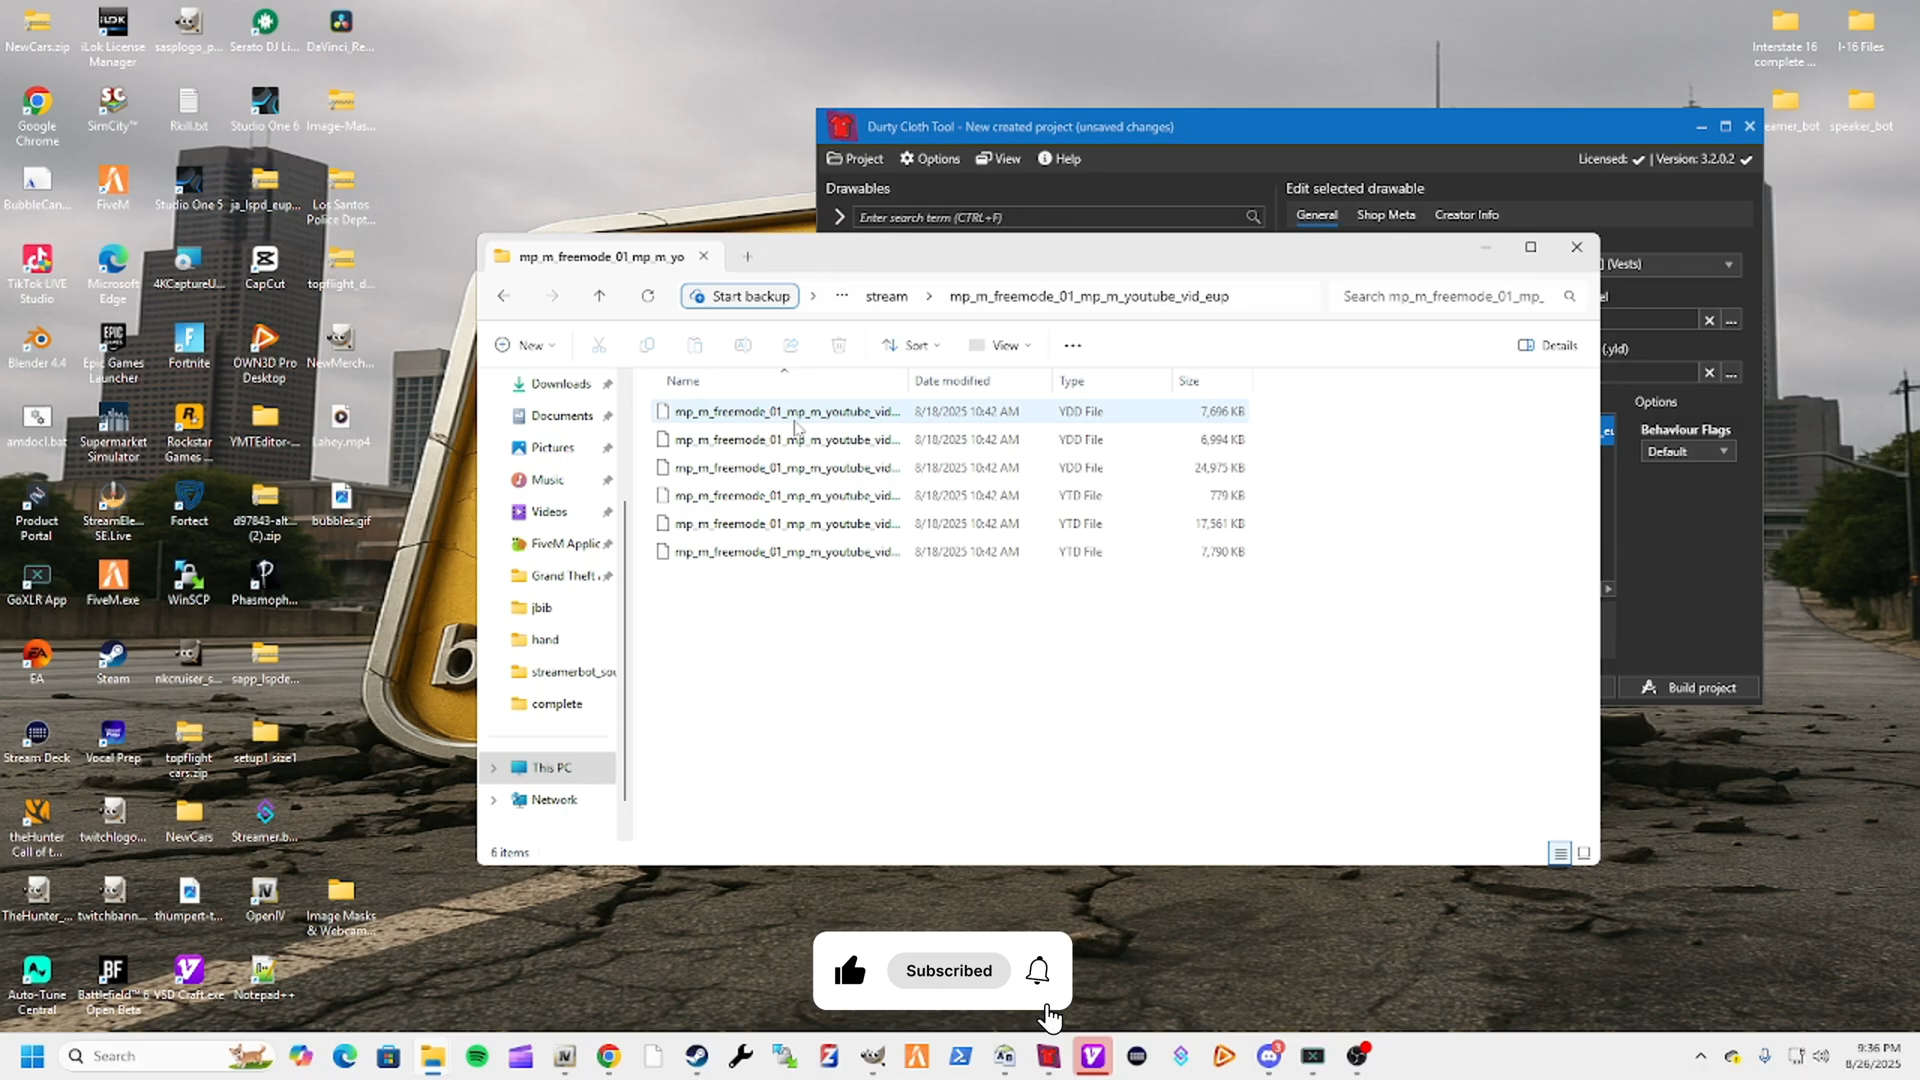 NewCars.zip
iLok License
Manager
sasplogo_p...
Serato DJ Li...
DaVinci_Re...
Google
Chrome
SimCity™
Rkill.txt
Studio One 6
Image-Mas...
BubbleCan...
FiveM
Studio One 5
ja_lspd_eup...
Los Santos
Police Dept...
TikTok LIVE
Studio
Microsoft
Edge
4KCaptureU...
CapCut
topflight_d...
Blender 4.4
Epic Games
Launcher
Fortnite
OWN3D Pro
Desktop
NewMerch...
amdocl.bat
Supermarket
Simulator
Rockstar
Games ...
YMTEditor-...
Lahey.mp4
Product
Portal
StreamEle...
SE.Live
Fortect
d97843-alt...
(2).zip
bubbles.gif
GoXLR App
FiveM.exe
WinSCP
Phasmoph...
EA
Steam
nkcruiser_s...
sapp_lspde...
Stream Deck
Vocal Prep
topflight
cars.zip
setup1 size1
theHunter
Call of t...
twitchlogo...
NewCars
Streamer.b...
TheHunter_...
twitchbann...
thumpert-t...
OpenIV
Image Masks
& Webcam...
Auto-Tune
Central
Battlefield™ 6
Open Beta
VSD Craft.exe
Notepad++
Interstate 16
complete ...
I-16 Files
eamer_bot
speaker_bot
Durty Cloth Tool - New created project (unsaved changes)
Project
Options
View
Help
Licensed: | Version: 3.2.0.2
Drawables
Edit selected drawable
Enter search term (CTRL+F)
General
Shop Meta
Creator Info
] (Vests)
el
(.yld)
Options
Behaviour Flags
Default
Build project
mp_m_freemode_01_mp_m_yo
Start backup
stream
mp_m_freemode_01_mp_m_youtube_vid_eup
Search mp_m_freemode_01_mp_
New
Sort
View
Details
Name
Date modified
Type
Size
mp_m_freemode_01_mp_m_youtube_vid... 8/18/2025 10:42 AM YDD File 7,696 KB
mp_m_freemode_01_mp_m_youtube_vid... 8/18/2025 10:42 AM YDD File 6,994 KB
mp_m_freemode_01_mp_m_youtube_vid... 8/18/2025 10:42 AM YDD File 24,975 KB
mp_m_freemode_01_mp_m_youtube_vid... 8/18/2025 10:42 AM YTD File 779 KB
mp_m_freemode_01_mp_m_youtube_vid... 8/18/2025 10:42 AM YTD File 17,561 KB
mp_m_freemode_01_mp_m_youtube_vid... 8/18/2025 10:42 AM YTD File 7,790 KB
Downloads
Documents
Pictures
Music
Videos
FiveM Applic
Grand Theft
jbib
hand
streamerbot_sou
complete
This PC
Network
6 items
Subscribed
Search
3
9:36 PM
8/26/2025